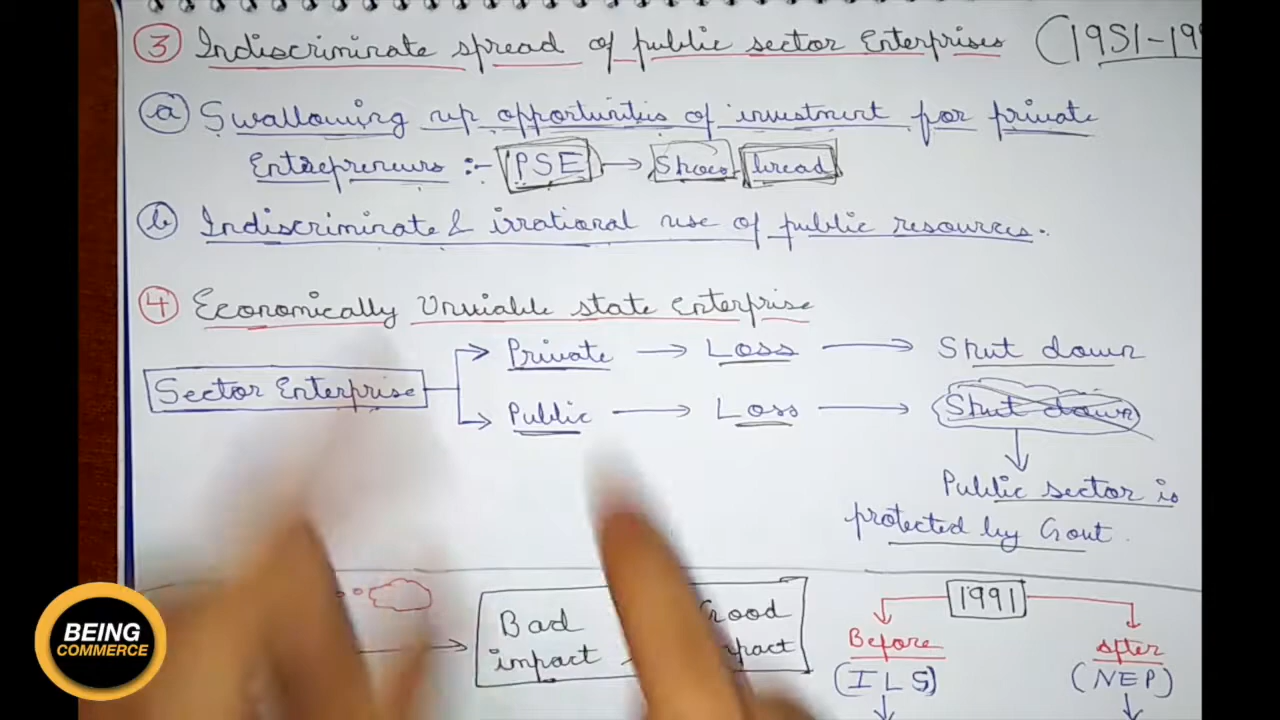 ③ Indiscriminate spread of public sector Enterprises (1951-199
ⓐ Swallowing up opportunities of investment for private
Entrepreneurs :- PSE → Shoes bread
ⓑ Indiscriminate & irrational use of public resources.
④ Economically Unviable state Enterprise
Sector Enterprise
Private → Loss → Shut down
Public → Loss → Shut down
Public sector is
protected by Govt.
Bad impact
Good
1991
Before
(ILS)
after
(NEP)
BEING
COMMERCE